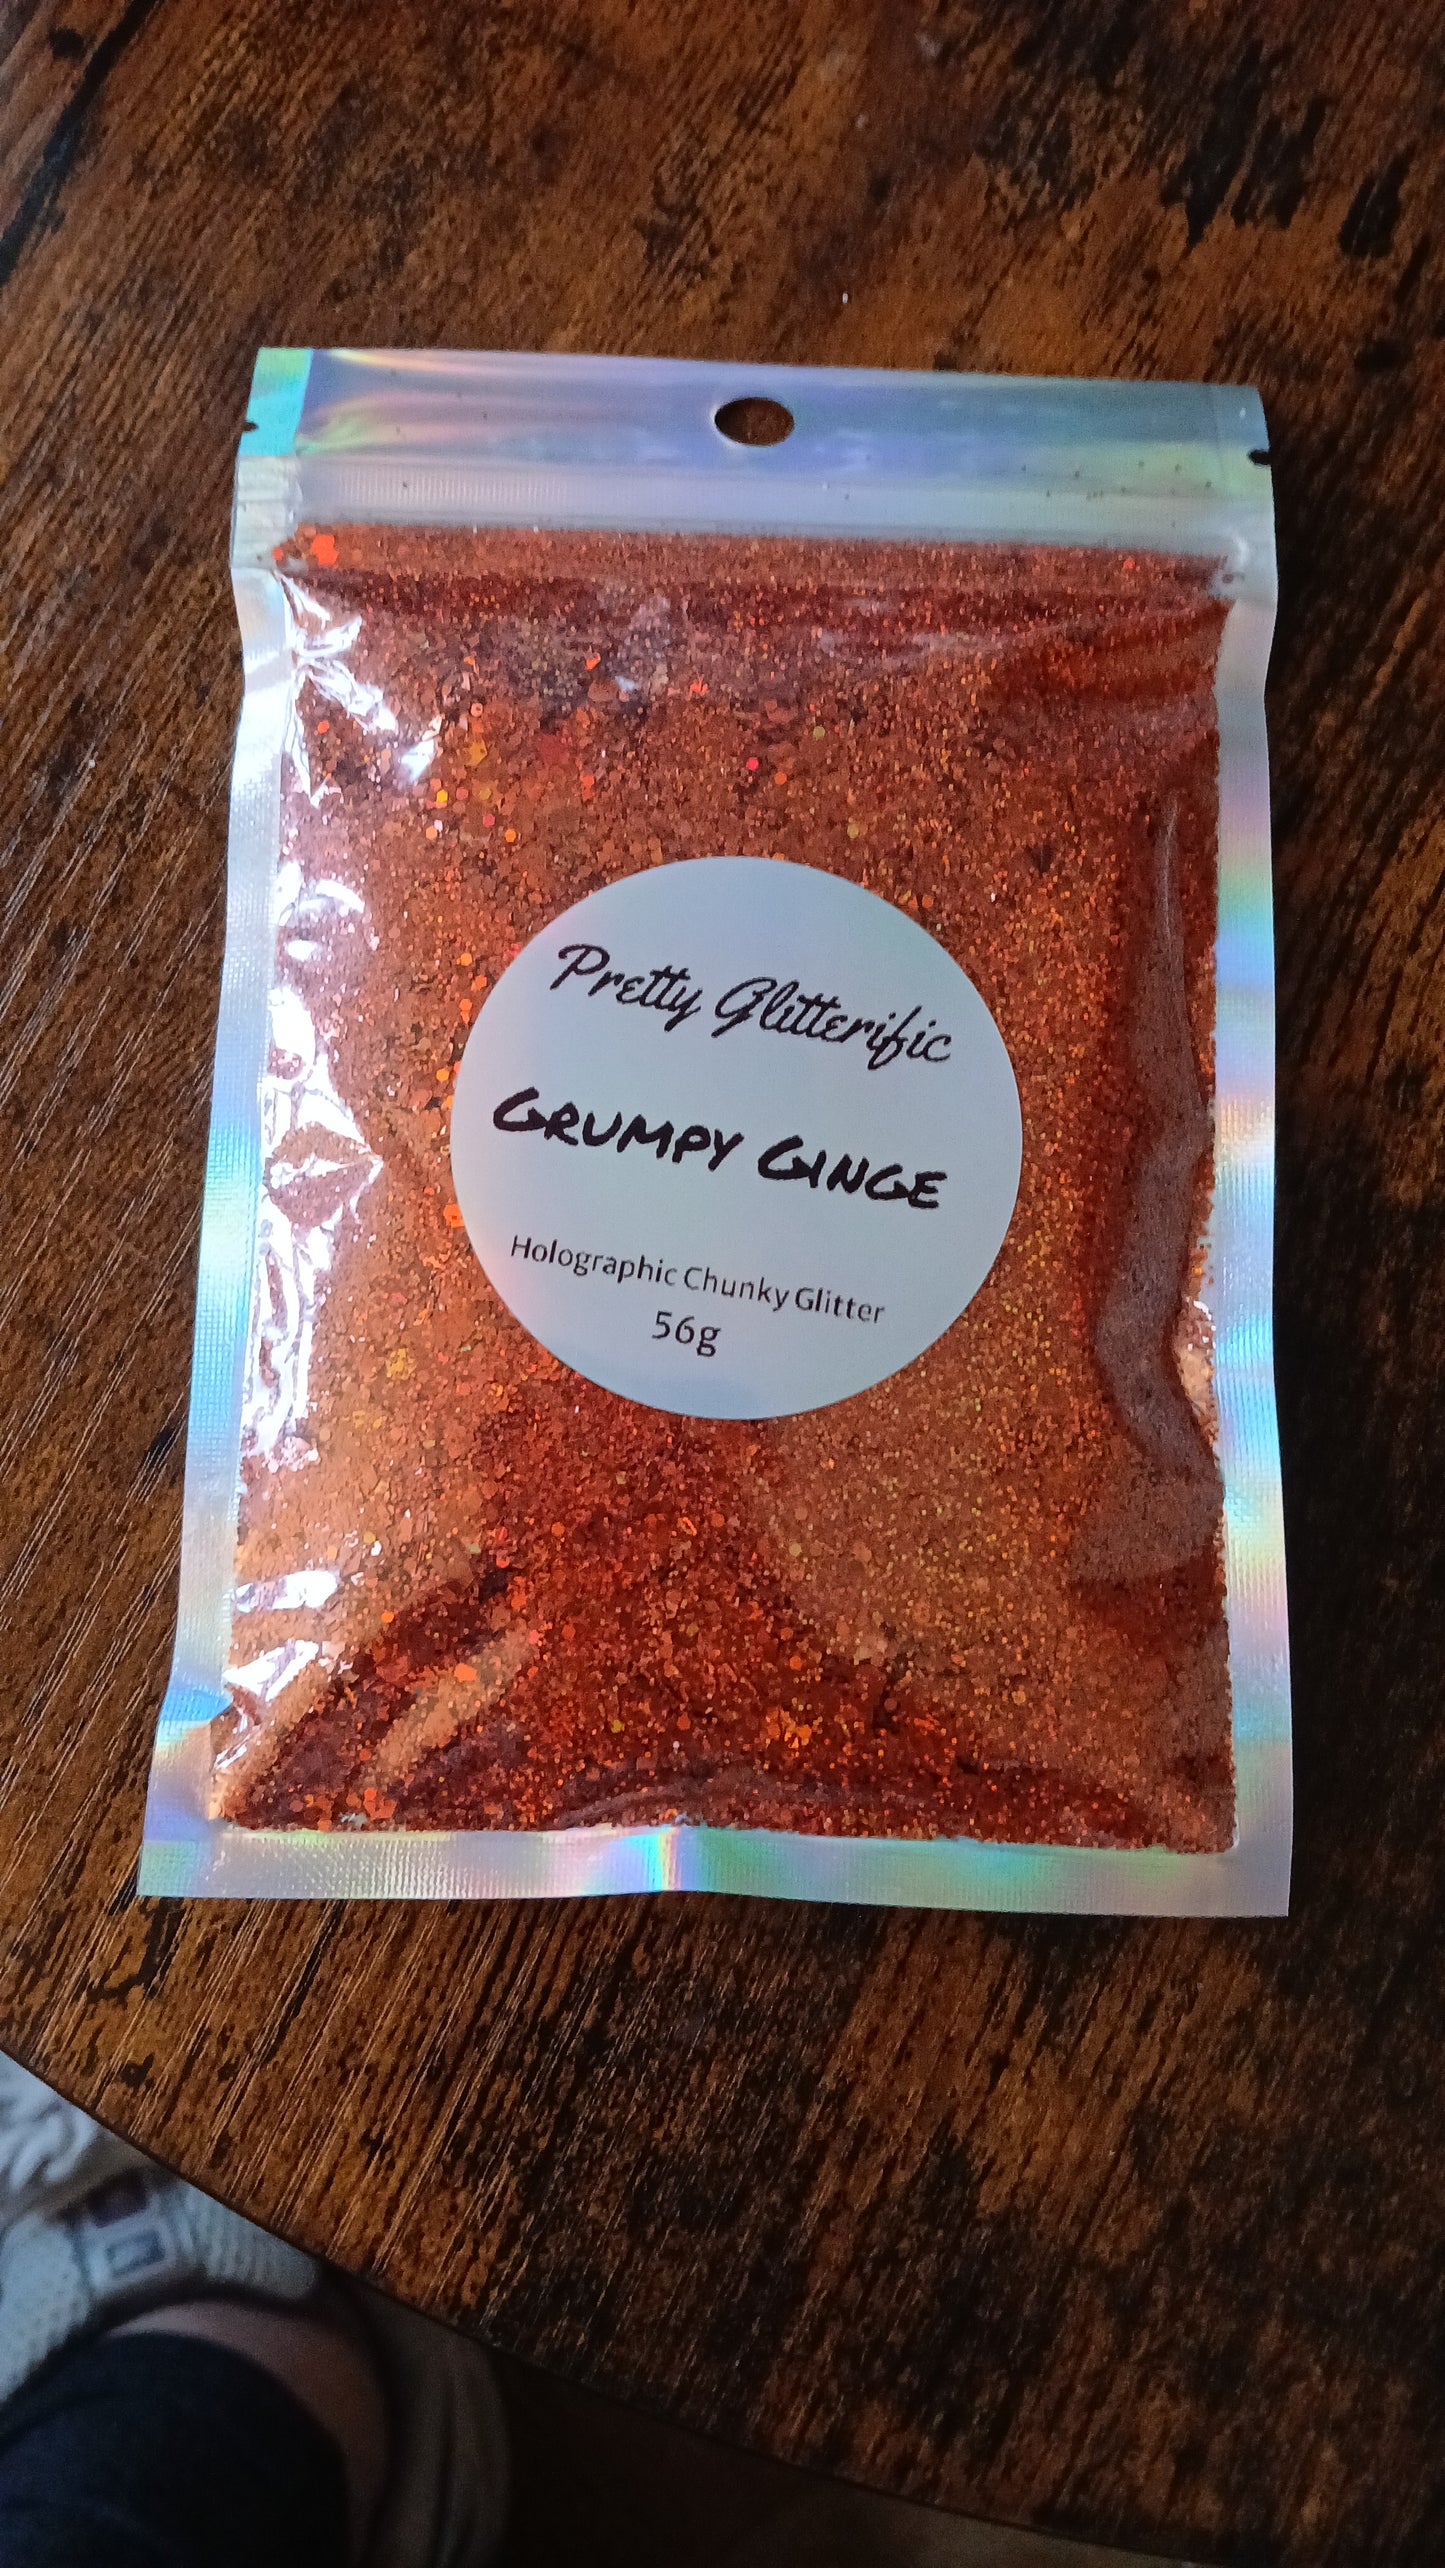 Pretty Glitterific
GRUMPY GINGE
Holographic Chunky Glitter
56g